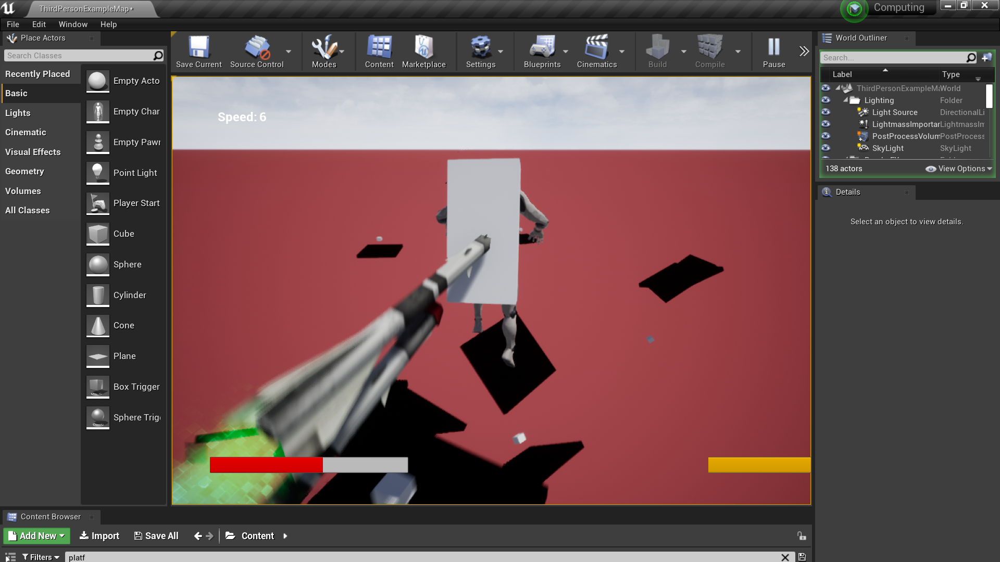 ThirdPersonExampleMap*
Computing
File Edit Window Help
Place Actors
Search Classes
Recently Placed
Basic
Lights
Cinematic
Visual Effects
Geometry
Volumes
All Classes
Empty Acto
Empty Char
Empty Pawn
Point Light
Player Start
Cube
Sphere
Cylinder
Cone
Plane
Box Trigger
Sphere Trig
Save Current Source Control Modes Content Marketplace Settings Blueprints Cinematics Build Compile Pause
Speed: 6
World Outliner
Search...
Label Type
ThirdPersonExampleMa World
Lighting Folder
Light Source DirectionalLi
LightmassImportar LightmassIm
PostProcessVolum PostProcess
SkyLight SkyLight
138 actors View Options
Details
Select an object to view details.
Content Browser
Add New Import Save All Content
Filters platf